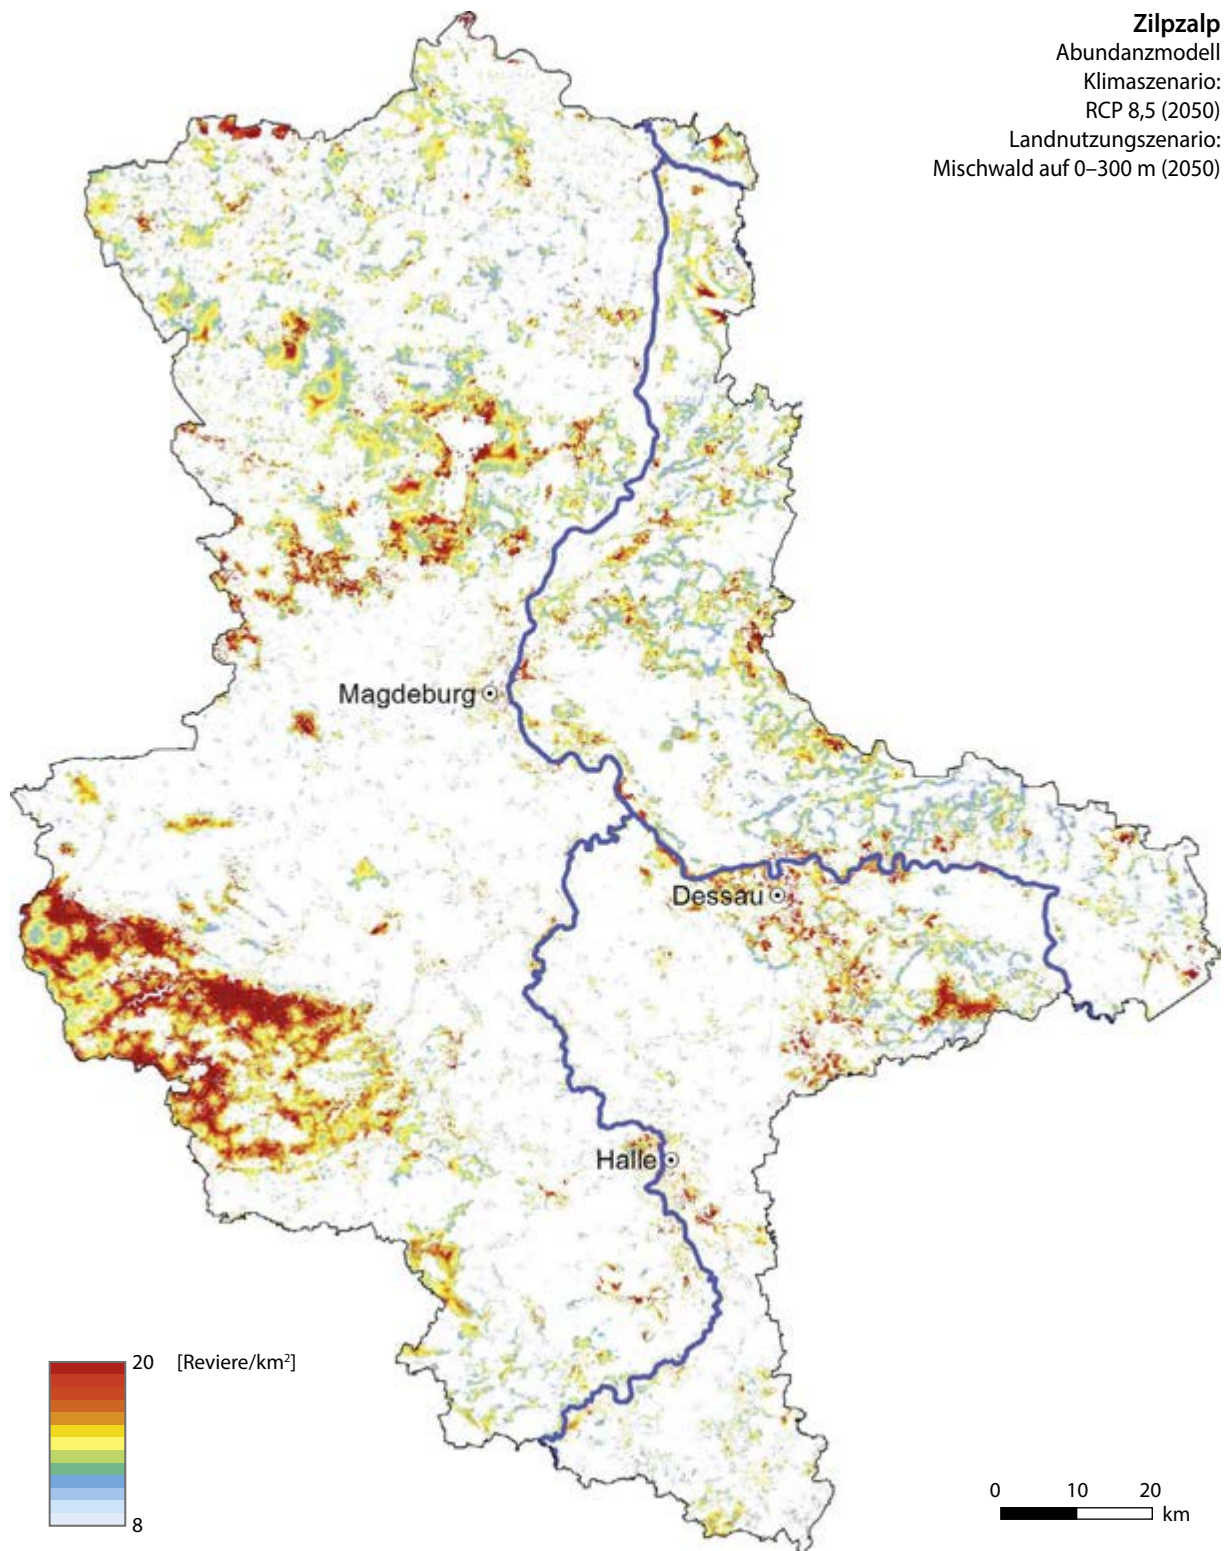 Zilpzalp
Abundanzmodell
Klimaszenario:
RCP 8,5 (2050)
Landnutzungszenario:
Mischwald auf 0–300 m (2050)
Magdeburg
Dessau
Halle
20 [Reviere/km²]
8
0 10 20
km